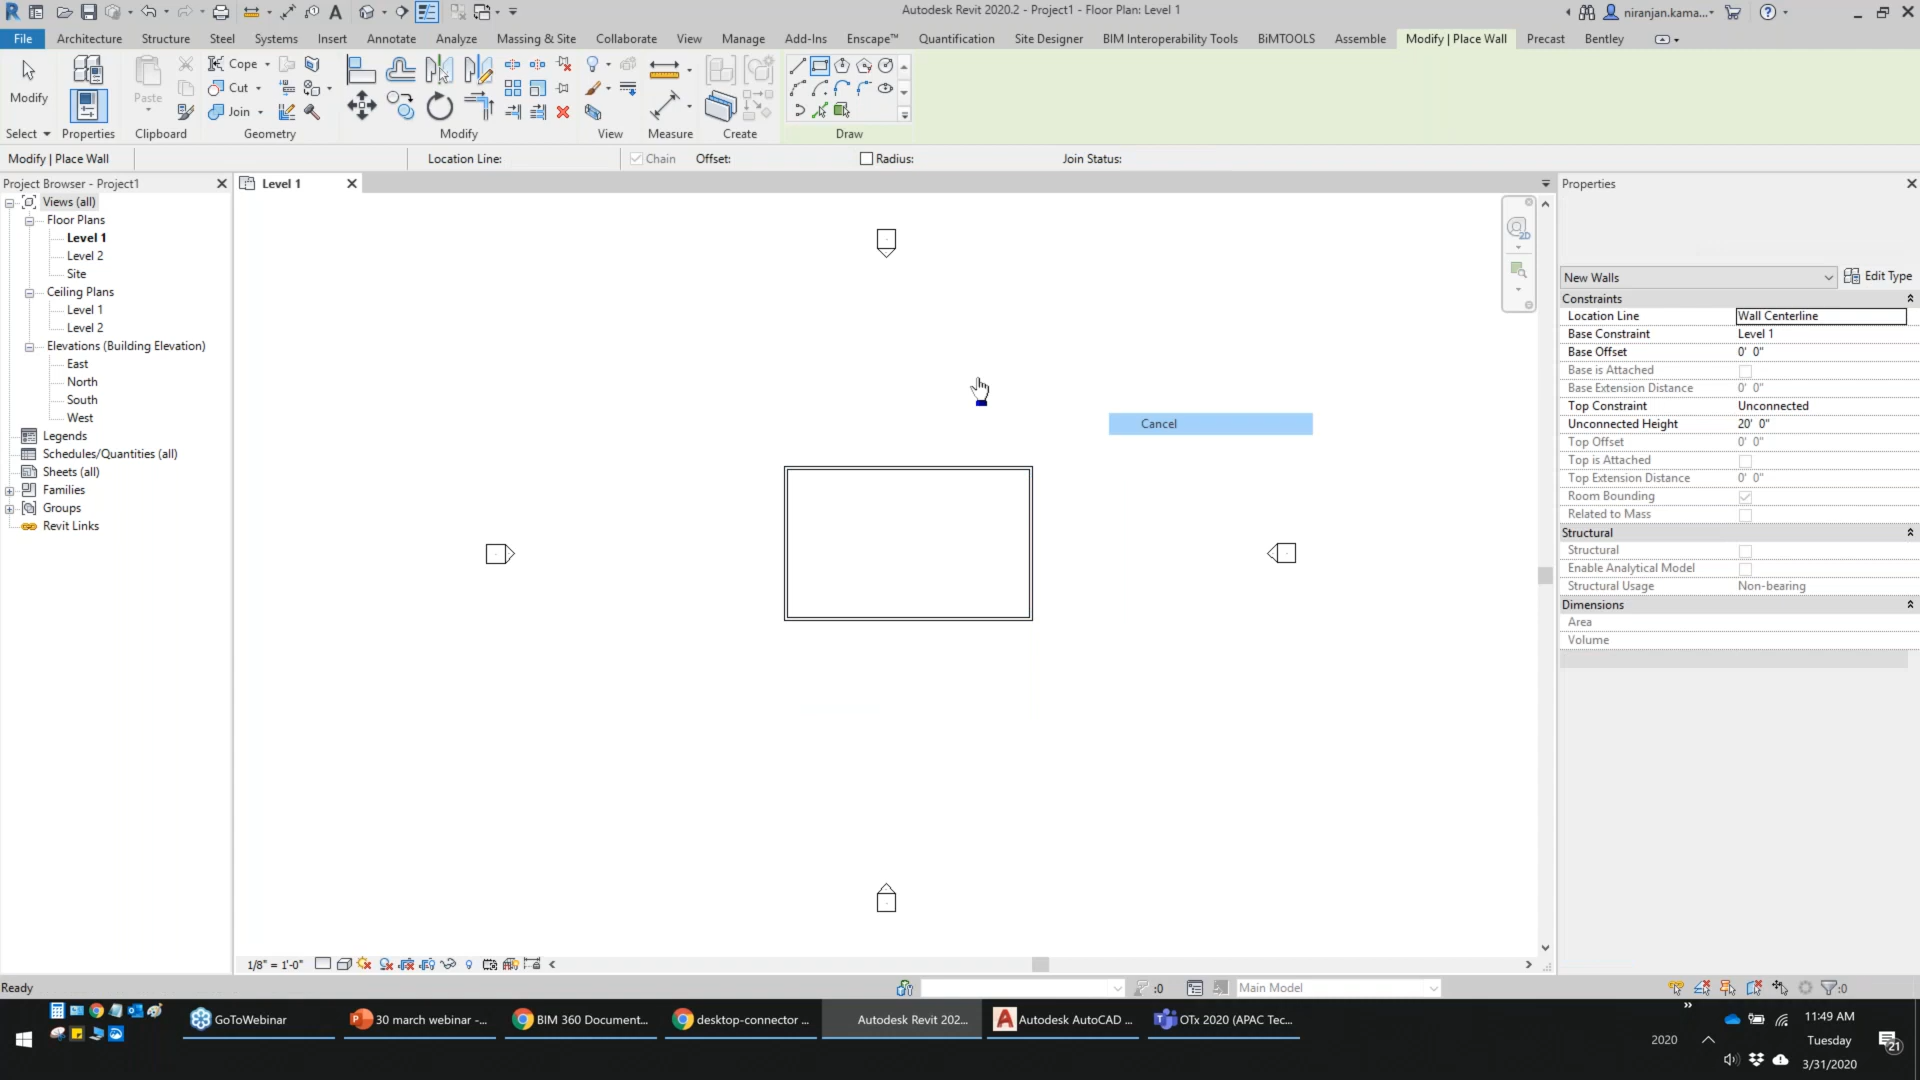 Autodesk Revit 2020.2 - Project1 - Floor Plan: Level 1
niranjan.kama...
File
Architecture
Structure
Steel
Systems
Insert
Annotate
Analyze
Massing & Site
Collaborate
View
Manage
Add-Ins
Enscape™
Quantification
Site Designer
BIM Interoperability Tools
BiMTOOLS
Assemble
Modify | Place Wall
Precast
Bentley
Modify
Paste
Cope
Cut
Join
Select
Properties
Clipboard
Geometry
Modify
View
Measure
Create
Draw
Modify | Place Wall
Location Line:
Chain
Offset:
Radius:
Join Status:
Project Browser - Project1
Views (all)
Floor Plans
Level 1
Level 2
Site
Ceiling Plans
Level 1
Level 2
Elevations (Building Elevation)
East
North
South
West
Legends
Schedules/Quantities (all)
Sheets (all)
Families
Groups
Revit Links
Level 1
2D
Cancel
Properties
New Walls
Edit Type
Constraints
Location Line Wall Centerline
Base Constraint Level 1
Base Offset 0' 0"
Base is Attached
Base Extension Distance 0' 0"
Top Constraint Unconnected
Unconnected Height 20' 0"
Top Offset 0' 0"
Top is Attached
Top Extension Distance 0' 0"
Room Bounding
Related to Mass
Structural
Structural
Enable Analytical Model
Structural Usage Non-bearing
Dimensions
Area
Volume
1/8" = 1'-0"
Ready
:0
Main Model
:0
GoToWebinar
30 march webinar -...
BIM 360 Document...
desktop-connector ...
Autodesk Revit 202...
Autodesk AutoCAD ...
OTx 2020 (APAC Tec...
2020
11:49 AM
Tuesday
3/31/2020
21